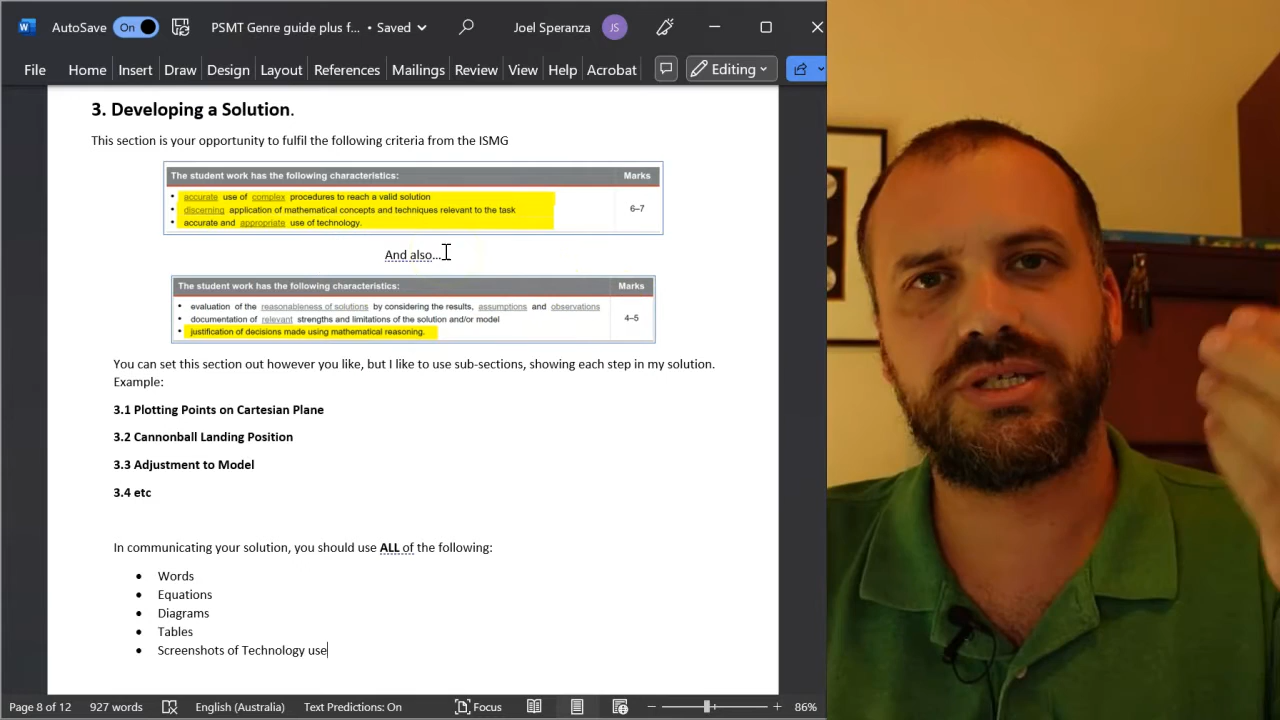 AutoSave On PSMT Genre guide plus f... • Saved Joel Speranza JS
File Home Insert Draw Design Layout References Mailings Review View Help Acrobat Editing
3. Developing a Solution.
This section is your opportunity to fulfil the following criteria from the ISMG
The student work has the following characteristics: Marks
• accurate use of complex procedures to reach a valid solution
• discerning application of mathematical concepts and techniques relevant to the task 6–7
• accurate and appropriate use of technology.
And also...
The student work has the following characteristics: Marks
• evaluation of the reasonableness of solutions by considering the results, assumptions and observations
• documentation of relevant strengths and limitations of the solution and/or model 4–5
• justification of decisions made using mathematical reasoning.
You can set this section out however you like, but I like to use sub-sections, showing each step in my solution.
Example:
3.1 Plotting Points on Cartesian Plane
3.2 Cannonball Landing Position
3.3 Adjustment to Model
3.4 etc
In communicating your solution, you should use ALL of the following:
• Words
• Equations
• Diagrams
• Tables
• Screenshots of Technology use
Page 8 of 12 927 words English (Australia) Text Predictions: On Focus 86%